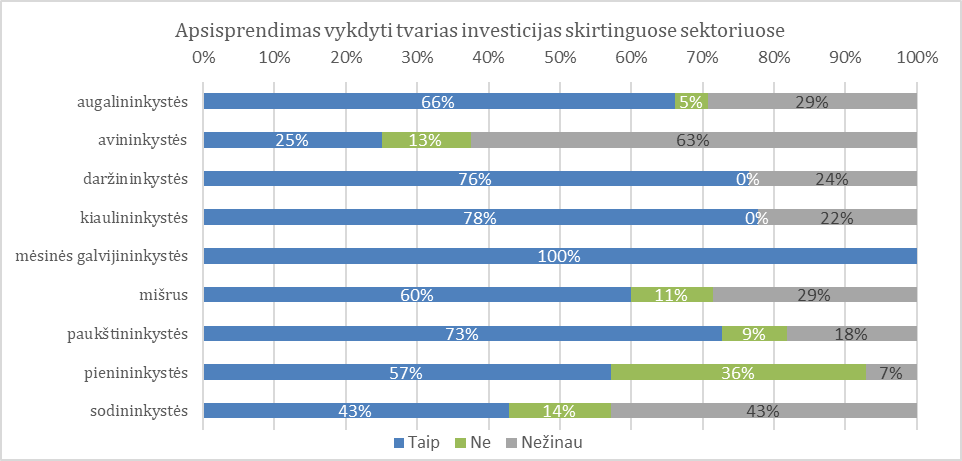 Apsisprendimas vykdyti tvarias investicijas skirtinguose sektoriuose
0% 10% 20% 30% 40% 50% 60% 70% 80% 90% 100%
augalininkystės 66% 5% 29%
avininkystės 25% 13% 63%
daržininkystės 76% 0% 24%
kiaulininkystės 78% 0% 22%
mėsinės galvijininkystės 100%
mišrus 60% 11% 29%
paukštininkystės 73% 9% 18%
pienininkystės 57% 36% 7%
sodininkystės 43% 14% 43%
Taip Ne Nežinau